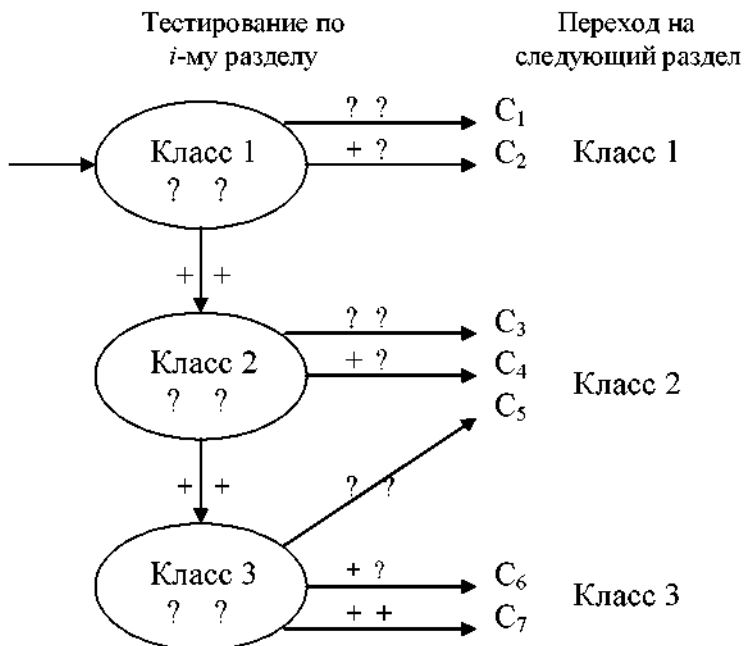 Тестирование по
i-му разделу
Переход на
следующий раздел
? ?
C1
Класс 1
+ ?
C2
Класс 1
? ?
+ +
? ?
C3
Класс 2
+ ?
C4
Класс 2
? ?
C5
+ +
? ?
Класс 3
+ ?
C6
Класс 3
? ?
+ +
C7